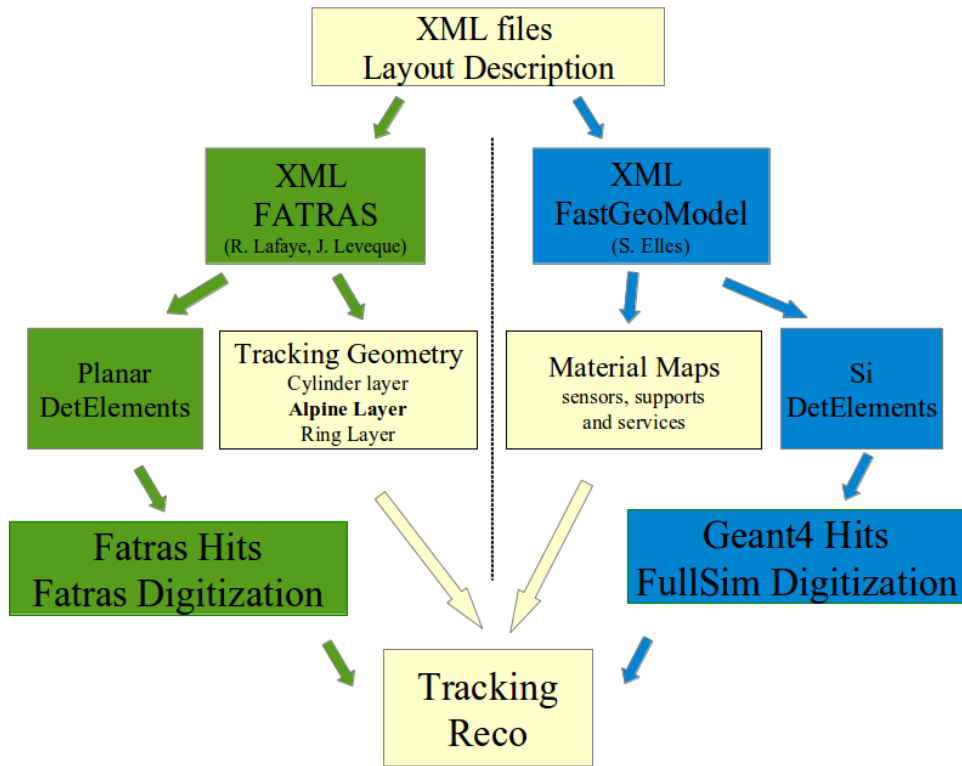 XML files
Layout Description
XML
FATRAS
(R. Lafaye, J. Leveque)
XML
FastGeoModel
(S. Elles)
Planar
DetElements
Tracking Geometry
Cylinder layer
Alpine Layer
Ring Layer
Material Maps
sensors, supports
and services
Si
DetElements
Fatras Hits
Fatras Digitization
Geant4 Hits
FullSim Digitization
Tracking
Reco